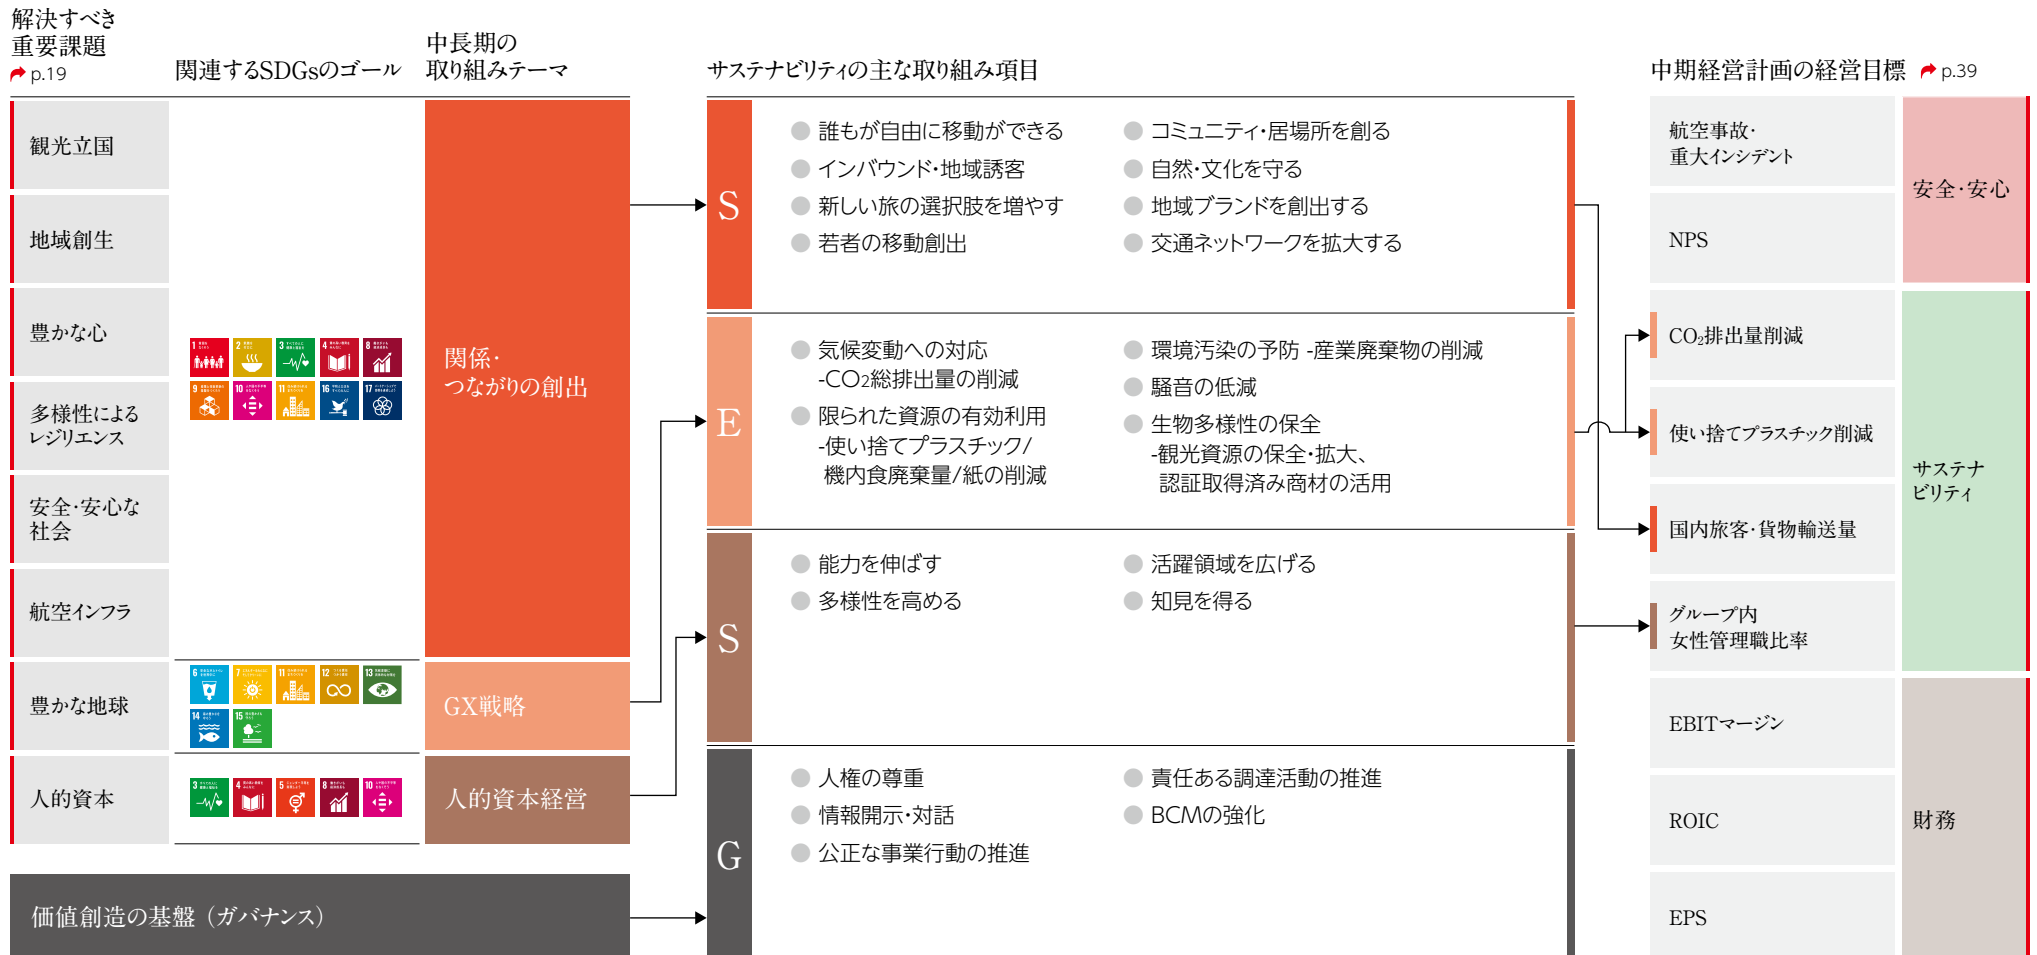 解決すべき
重要課題
p.19
関連するSDGsのゴール
中長期の
取り組みテーマ
サステナビリティの主な取り組み項目
中期経営計画の経営目標 p.39
観光立国
地域創生
豊かな心
多様性による
レジリエンス
安全・安心な
社会
航空インフラ
豊かな地球
人的資本
1
2
3
4
8
9
10
11
16
17
6
7
11
12
13
14
15
3
4
5
8
10
関係・
つながりの創出
GX戦略
人的資本経営
価値創造の基盤（ガバナンス）
S
● 誰もが自由に移動ができる
● インバウンド・地域誘客
● 新しい旅の選択肢を増やす
● 若者の移動創出
● コミュニティ・居場所を創る
● 自然・文化を守る
● 地域ブランドを創出する
● 交通ネットワークを拡大する
E
● 気候変動への対応
-CO2総排出量の削減
● 限られた資源の有効利用
-使い捨てプラスチック/
機内食廃棄量/紙の削減
● 環境汚染の予防 -産業廃棄物の削減
● 騒音の低減
● 生物多様性の保全
-観光資源の保全・拡大、
認証取得済み商材の活用
S
● 能力を伸ばす
● 多様性を高める
● 活躍領域を広げる
● 知見を得る
G
● 人権の尊重
● 情報開示・対話
● 公正な事業行動の推進
● 責任ある調達活動の推進
● BCMの強化
航空事故・
重大インシデント
NPS
安全・安心
CO2排出量削減
使い捨てプラスチック削減
国内旅客・貨物輸送量
グループ内
女性管理職比率
サステナ
ビリティ
EBITマージン
ROIC
EPS
財務